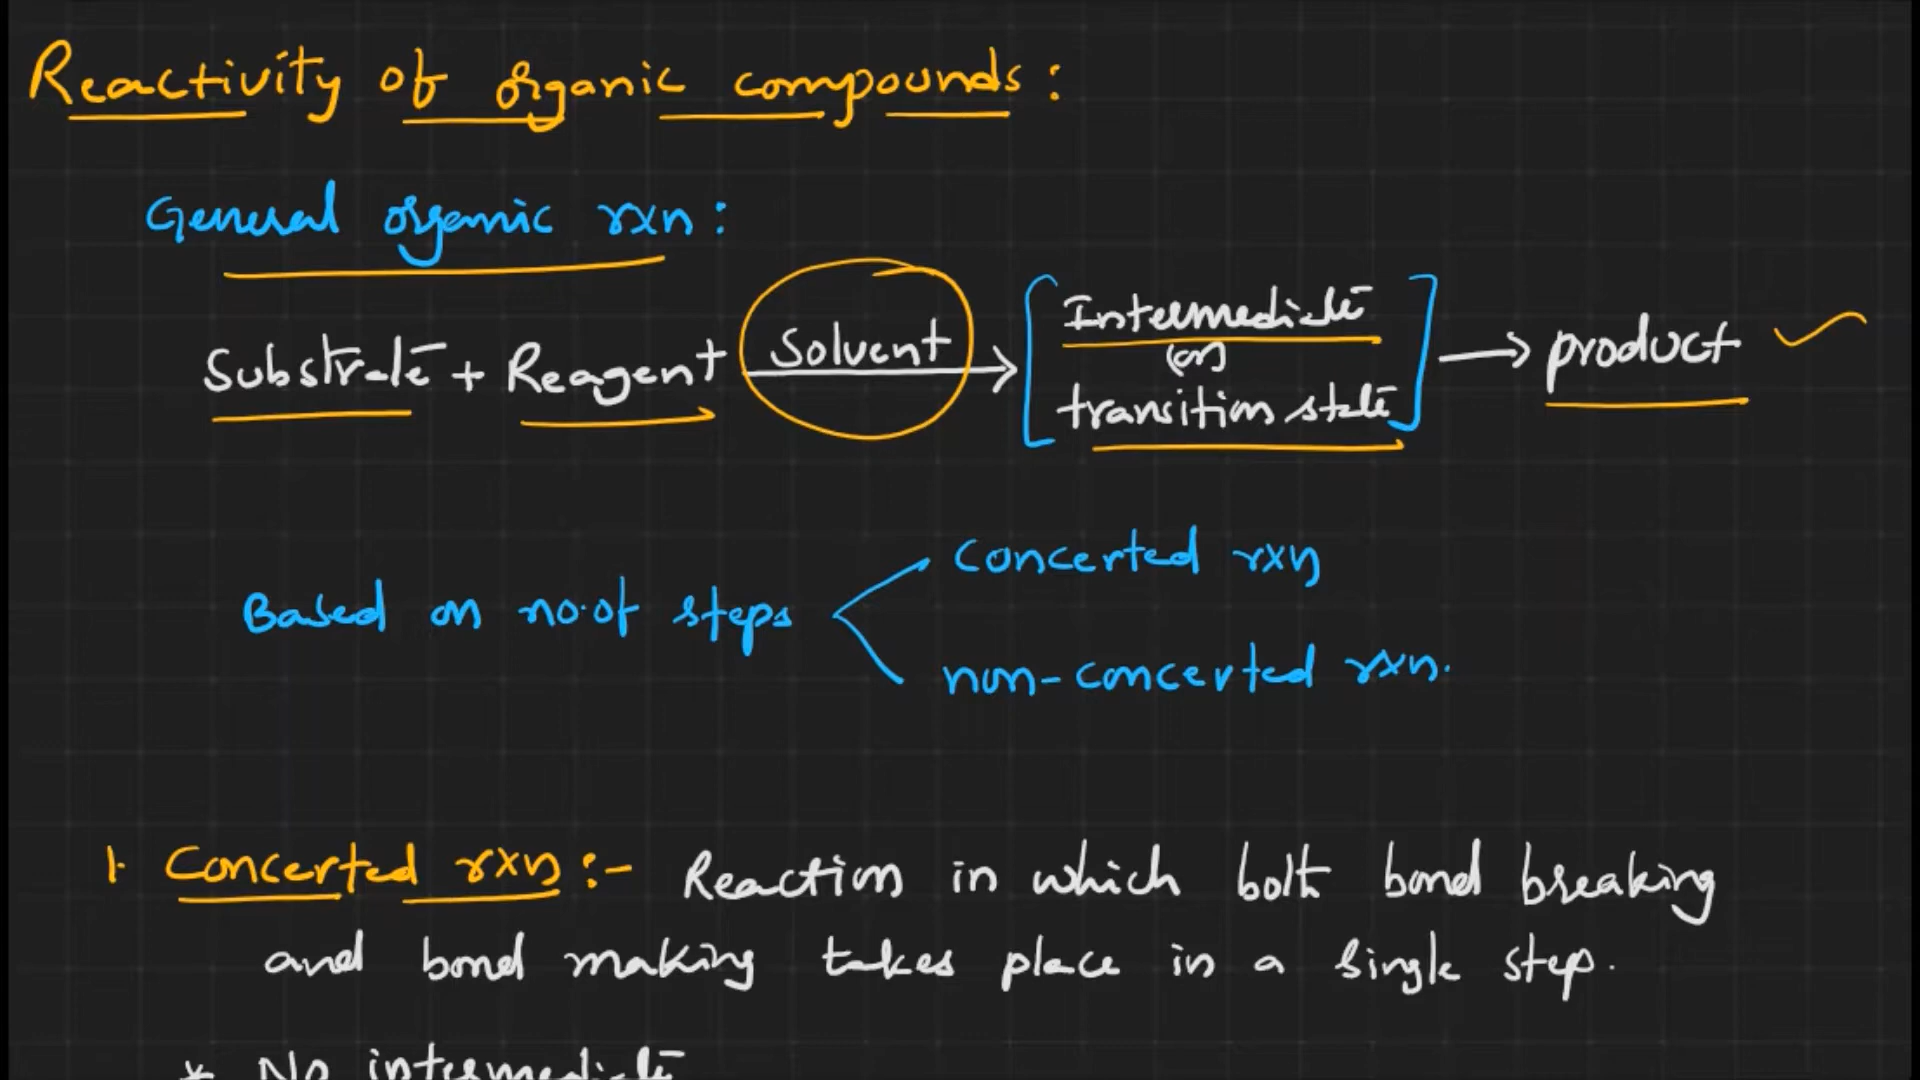 Reactivity of organic compounds:
General organic rxn:
Substrate + Reagent Solvent → [Intermediate (or) transition state] → product ✓
Based on no.of steps
Concerted rxn
non-concerted rxn.
1. Concerted rxn:- Reaction in which both bond breaking
and bond making takes place in a single step.
* No intermediate